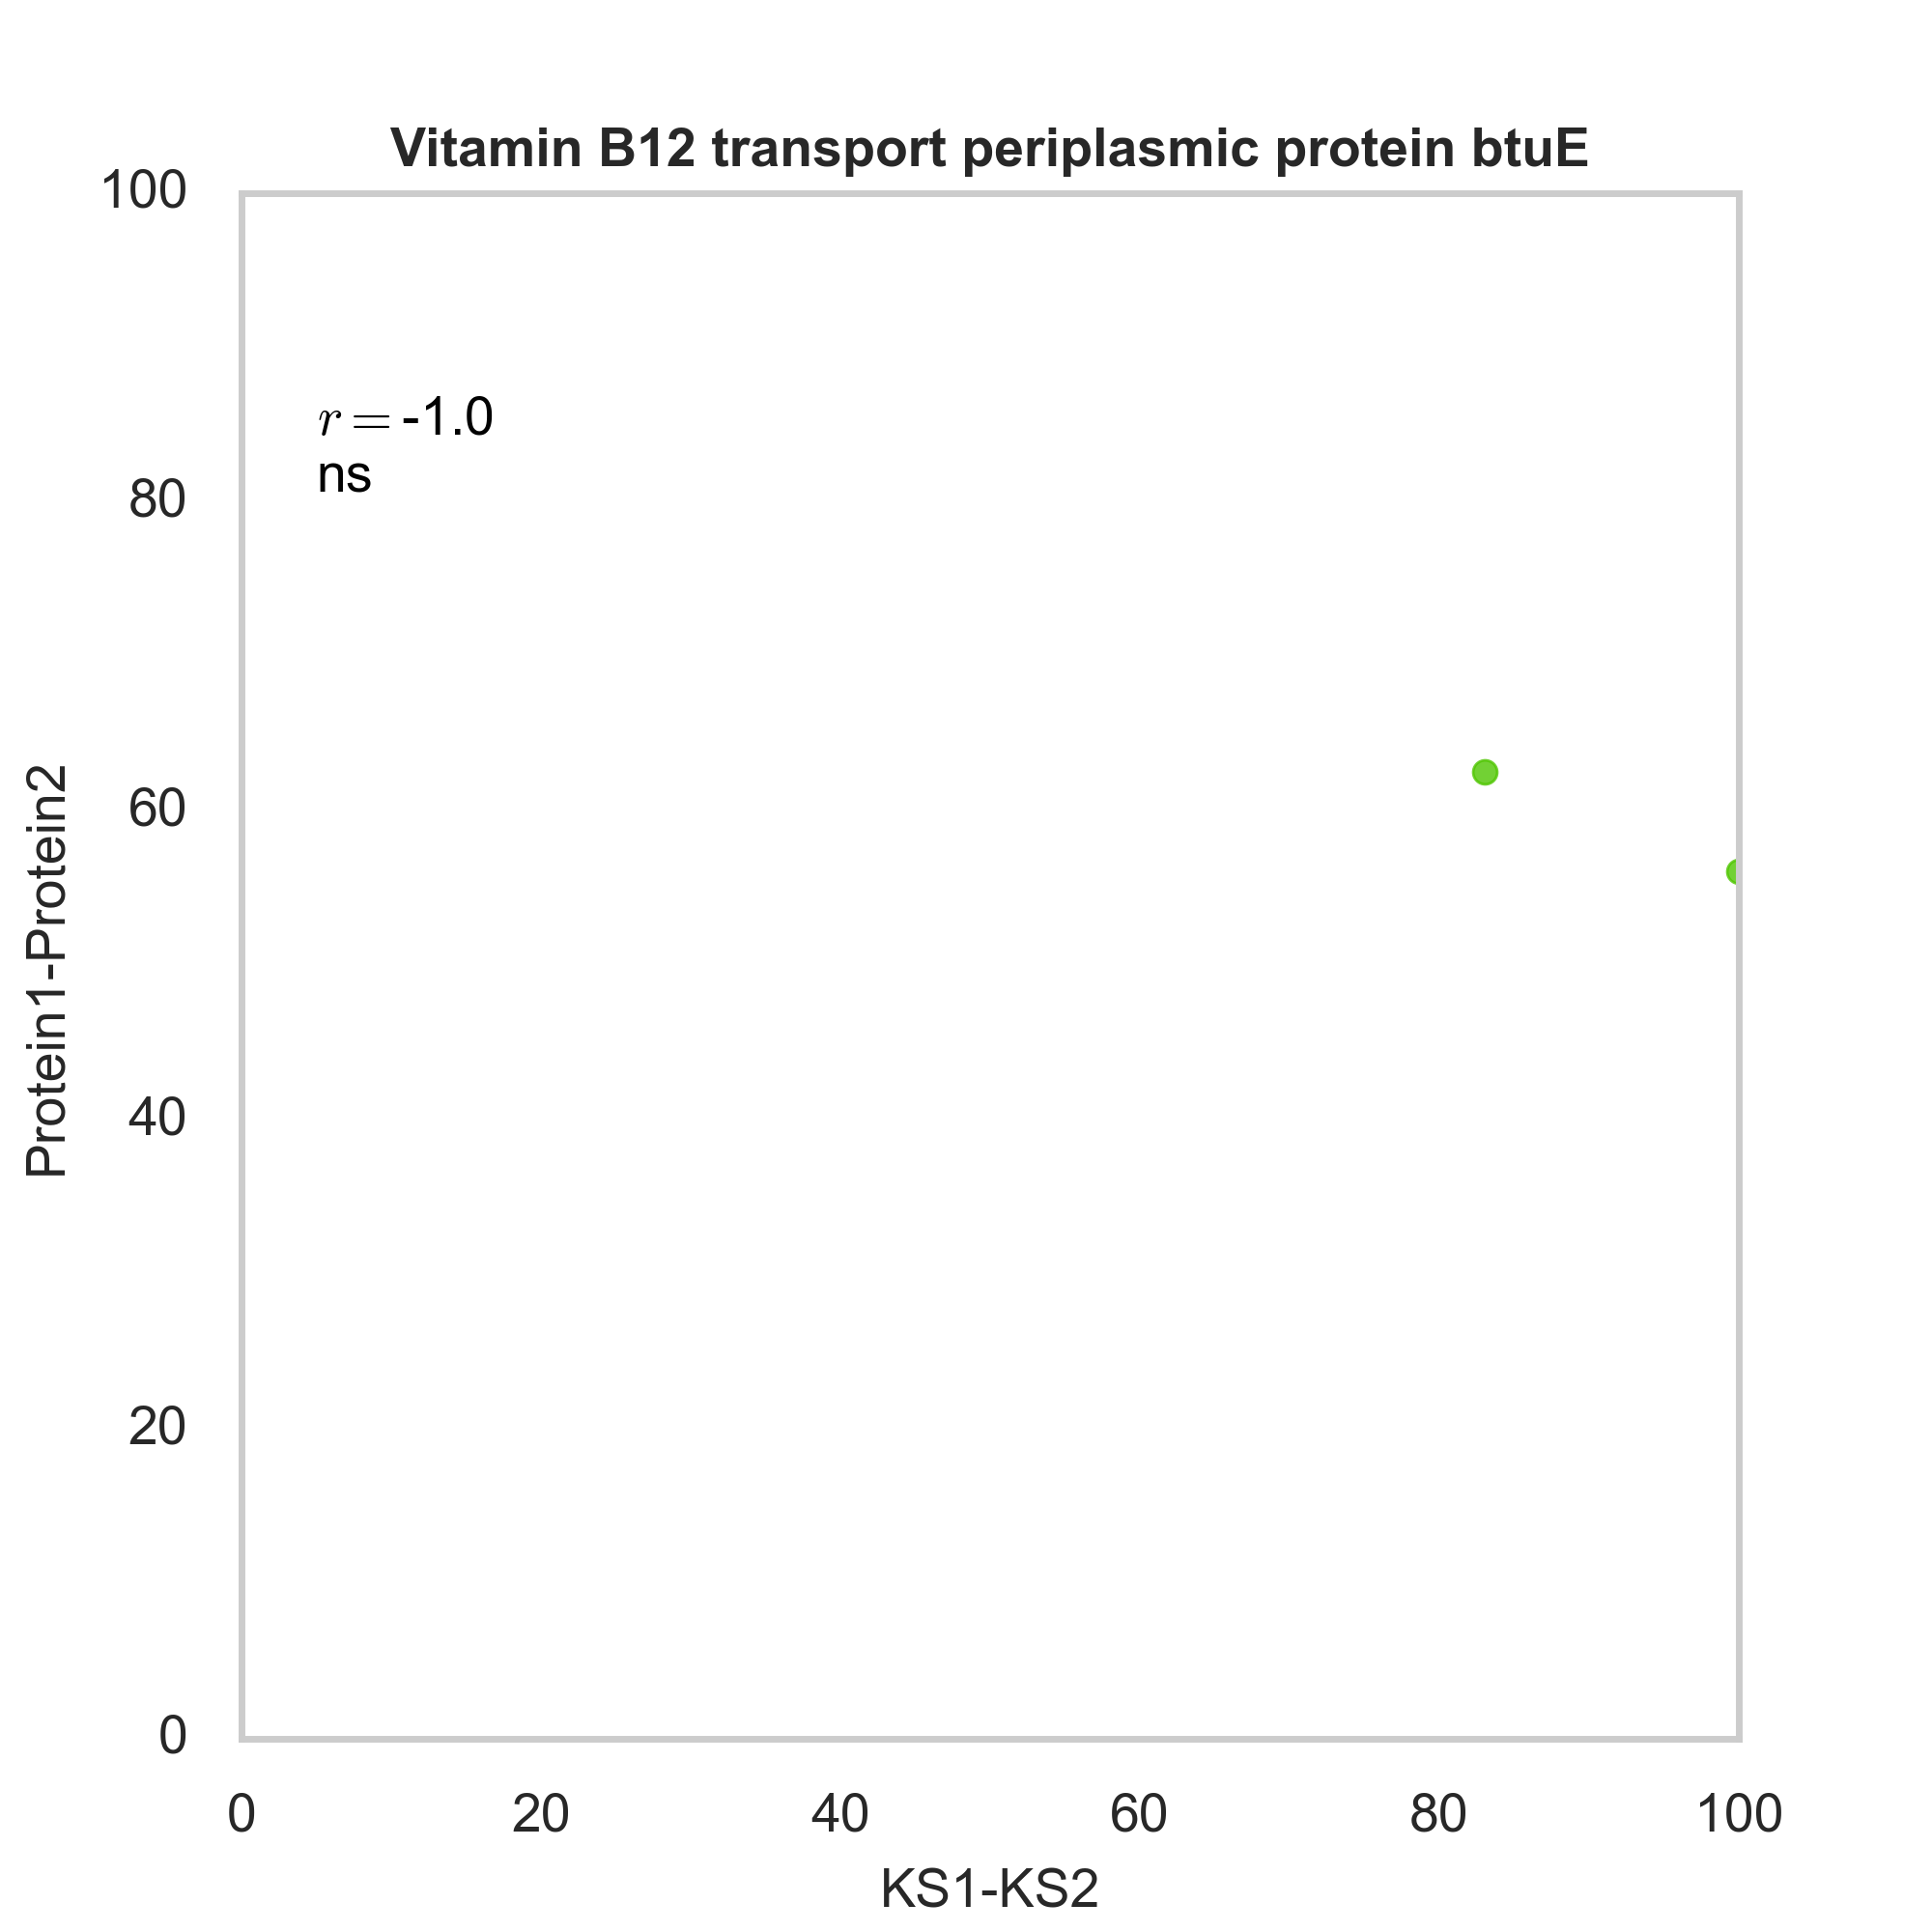 Vitamin B12 transport periplasmic protein btuE
100
80
60
40
20
0
r = -1.0
ns
Protein1-Protein2
0 20 40 60 80 100
KS1-KS2